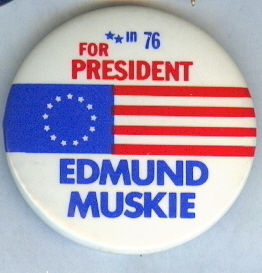 in 76
FOR
PRESIDENT
EDMUND
MUSKIE